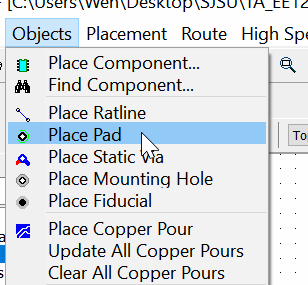 [C:\Users\Wen\Desktop\SJSU\TA_EE12
Objects Placement Route High Spe
Place Component...
Find Component...
Place Ratline
Place Pad
Place Static Via
Place Mounting Hole
Place Fiducial
Place Copper Pour
Update All Copper Pours
Clear All Copper Pours
To